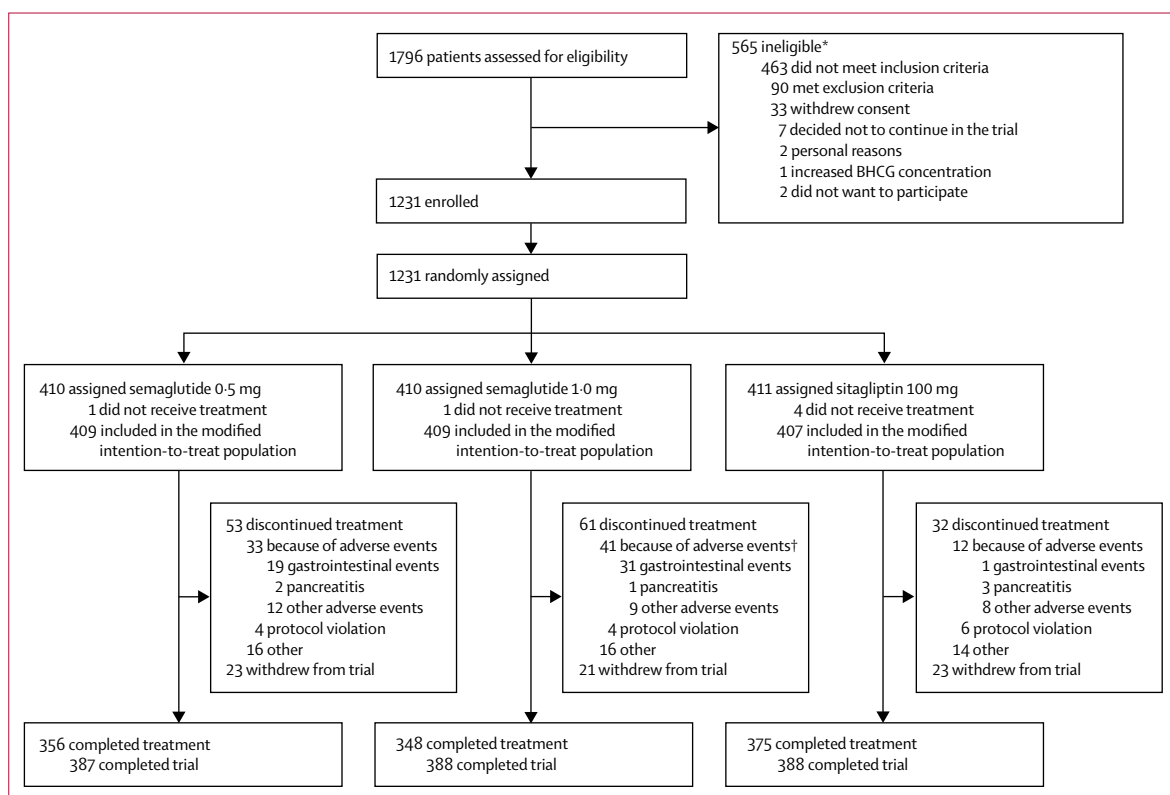 1796 patients assessed for eligibility
565 ineligible*
463 did not meet inclusion criteria
90 met exclusion criteria
33 withdrew consent
7 decided not to continue in the trial
2 personal reasons
1 increased BHCG concentration
2 did not want to participate
1231 enrolled
1231 randomly assigned
410 assigned semaglutide 0·5 mg
1 did not receive treatment
409 included in the modified
intention-to-treat population
410 assigned semaglutide 1·0 mg
1 did not receive treatment
409 included in the modified
intention-to-treat population
411 assigned sitagliptin 100 mg
4 did not receive treatment
407 included in the modified
intention-to-treat population
53 discontinued treatment
33 because of adverse events
19 gastrointestinal events
2 pancreatitis
12 other adverse events
4 protocol violation
16 other
23 withdrew from trial
61 discontinued treatment
41 because of adverse events†
31 gastrointestinal events
1 pancreatitis
9 other adverse events
4 protocol violation
16 other
21 withdrew from trial
32 discontinued treatment
12 because of adverse events
1 gastrointestinal events
3 pancreatitis
8 other adverse events
6 protocol violation
14 other
23 withdrew from trial
356 completed treatment
387 completed trial
348 completed treatment
388 completed trial
375 completed treatment
388 completed trial